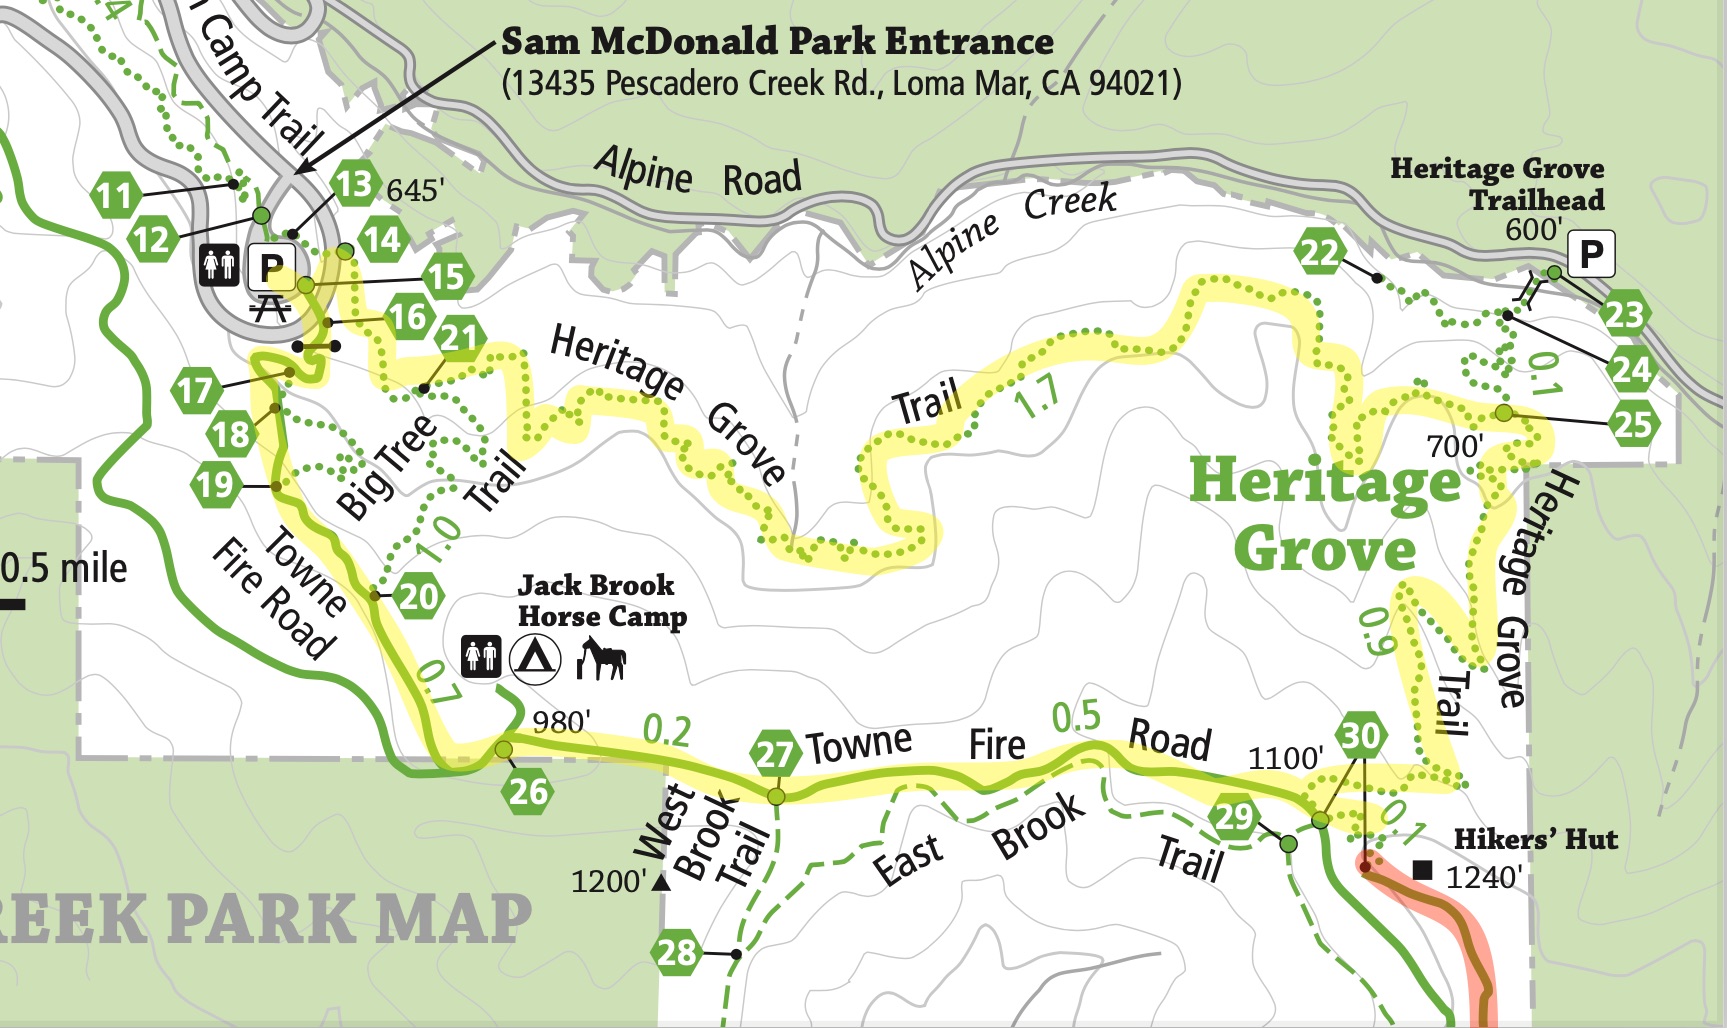 4
Camp Trail
Sam McDonald Park Entrance
(13435 Pescadero Creek Rd., Loma Mar, CA 94021)
Alpine Road
Alpine Creek
Heritage Grove
Trailhead
600'
P
11
12
13
645'
14
P
15
16
21
17
18
19
20
22
23
24
25
0.1
700'
Heritage Grove Trail
1.7
Big Tree Trail
1.0
Heritage
Grove
Heritage Grove Trail
0.9
0.5 mile
Towne
Fire Road
0.7
Jack Brook
Horse Camp
980'
26
0.2
27
Towne Fire Road
0.5
1100'
30
29
0.1
Hikers' Hut
1240'
West
Brook
Trail
East Brook Trail
1200'
28
REEK PARK MAP